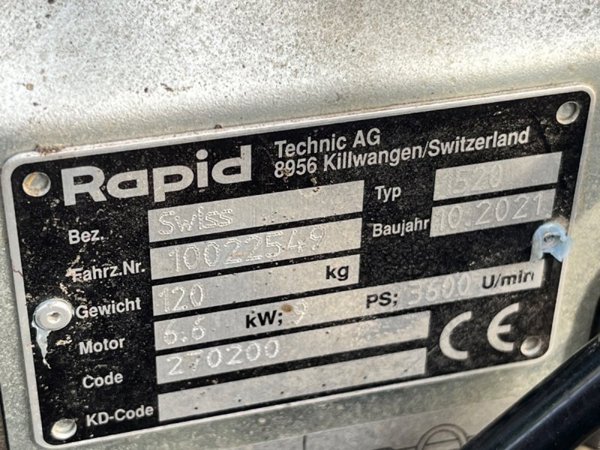 Rapid Technic AG
8956 Killwangen/Switzerland
Bez. Swiss Typ 1520
Fahrz.Nr. 10022549 Baujahr 10.2021
Gewicht 120 kg
Motor 6.6 kW; 9 PS; 3600 U/min
Code 270200 CE
KD-Code